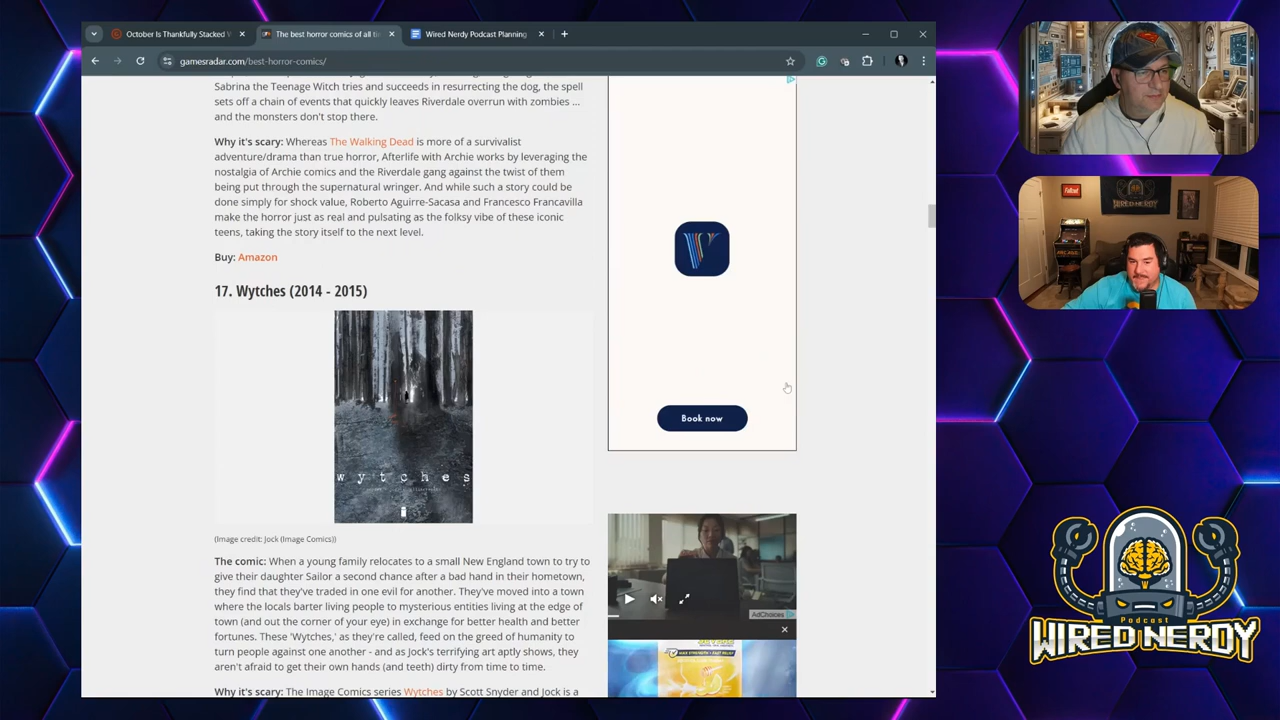 October Is Thankfully Stacked W
The best horror comics of all ti
Wired Nerdy Podcast Planning
gamesradar.com/best-horror-comics/
Sabrina the Teenage Witch tries and succeeds in resurrecting the dog, the spell
sets off a chain of events that quickly leaves Riverdale overrun with zombies ...
and the monsters don't stop there.
Why it's scary: Whereas The Walking Dead is more of a survivalist
adventure/drama than true horror, Afterlife with Archie works by leveraging the
nostalgia of Archie comics and the Riverdale gang against the twist of them
being put through the supernatural wringer. And while such a story could be
done simply for shock value, Roberto Aguirre-Sacasa and Francesco Francavilla
make the horror just as real and pulsating as the folksy vibe of these iconic
teens, taking the story itself to the next level.
Buy: Amazon
17. Wytches (2014 - 2015)
wytches
(Image credit: Jock (Image Comics))
The comic: When a young family relocates to a small New England town to try to
give their daughter Sailor a second chance after a bad hand in their hometown,
they find that they've traded in one evil for another. They've moved into a town
where the locals barter living people to mysterious entities living at the edge of
town (and out the corner of your eye) in exchange for better health and better
fortunes. These 'Wytches,' as they're called, feed on the greed of humanity to
turn people against one another - and as Jock's terrifying art aptly shows, they
aren't afraid to get their own hands (and teeth) dirty from time to time.
Why it's scary: The Image Comics series Wytches by Scott Snyder and Jock is a
Book now
AdChoices
Fallout
WIRED NERDY
ARCADE
Podcast
WIRED NERDY